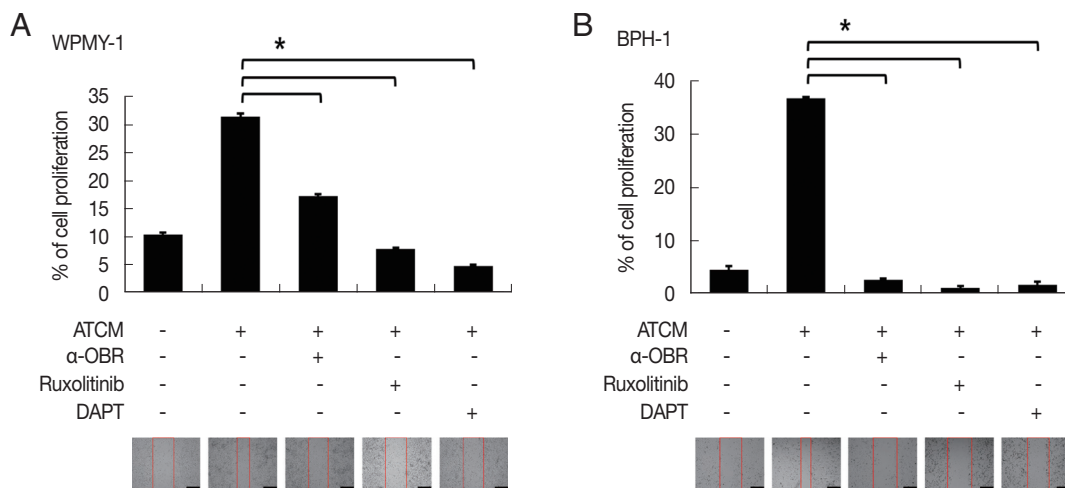 A
WPMY-1
*
% of cell proliferation
35
30
25
20
15
10
5
0
ATCM - + + + +
α-OBR - - + - -
Ruxolitinib - - - + -
DAPT - - - - +
B
BPH-1
*
% of cell proliferation
40
30
20
10
0
ATCM - + + + +
α-OBR - - + - -
Ruxolitinib - - - + -
DAPT - - - - +